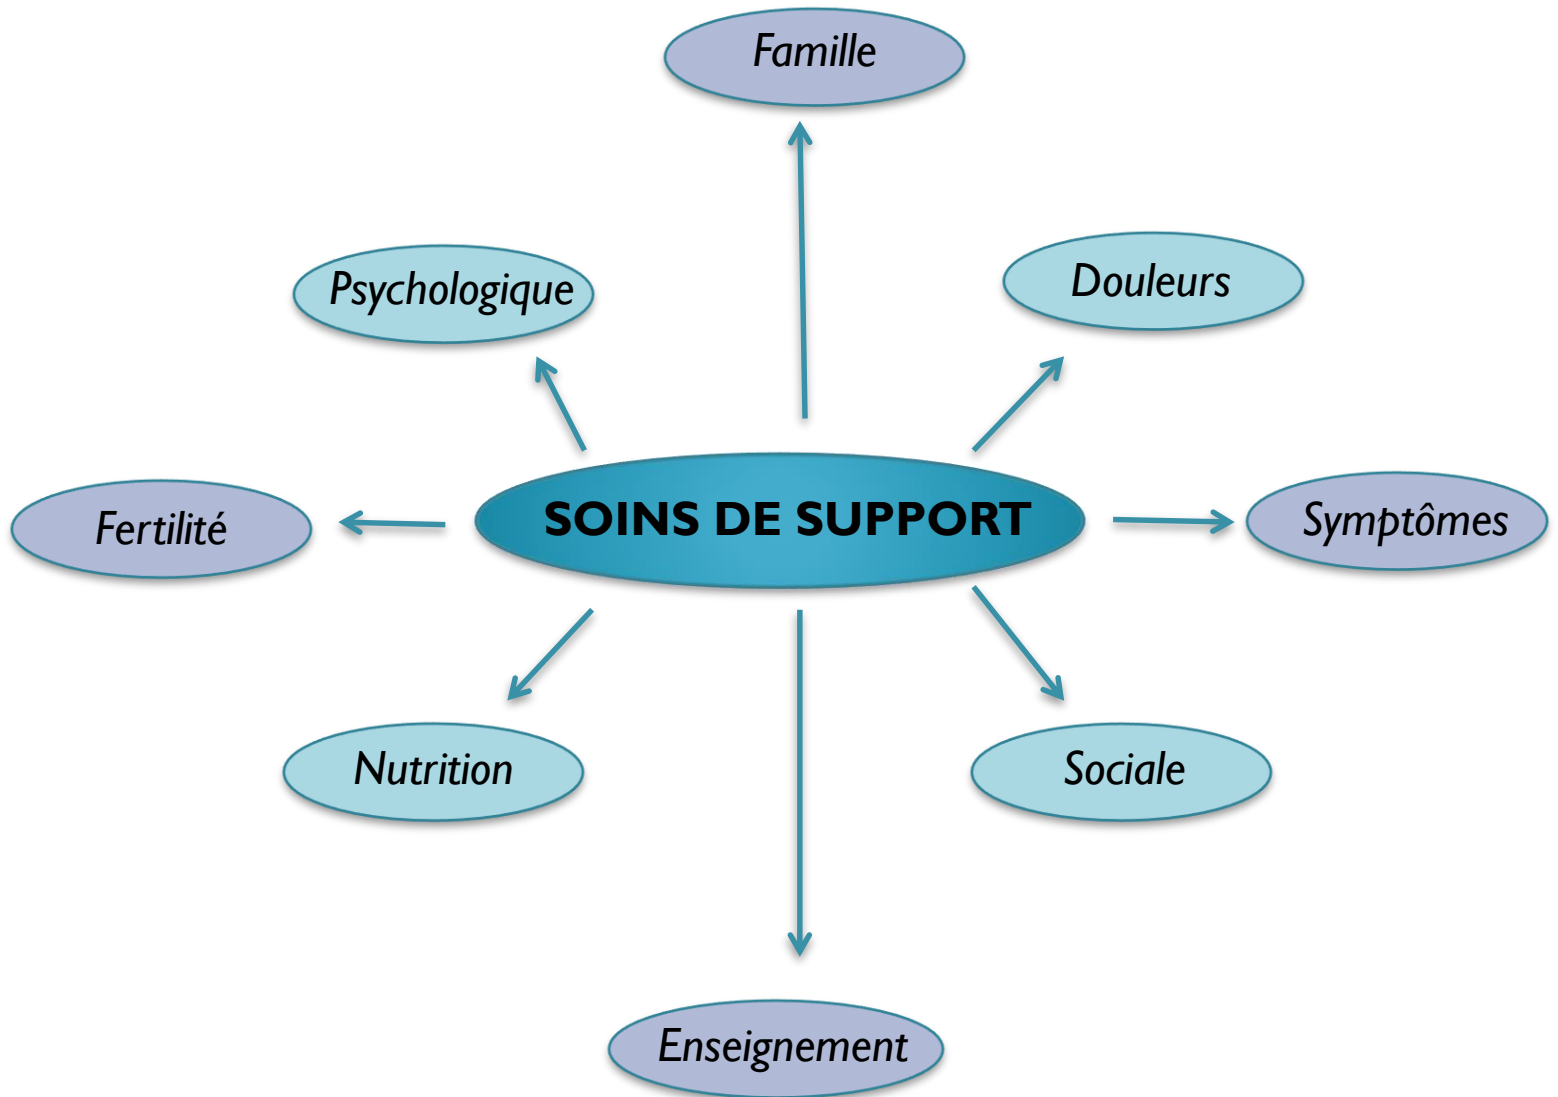 Famille
Psychologique
Douleurs
Fertilité
SOINS DE SUPPORT
Symptômes
Nutrition
Sociale
Enseignement